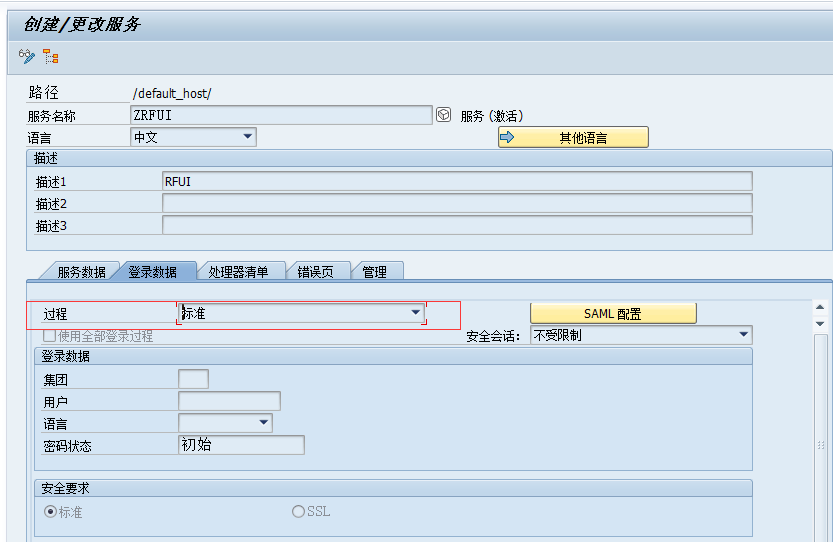 创建/更改服务
路径 /default_host/
服务名称 ZRFUI 服务 (激活)
语言 中文 其他语言
描述
描述1 RFUI
描述2
描述3
服务数据 登录数据 处理器清单 错误页 管理
过程 标准 SAML 配置
使用全部登录过程 安全会话: 不受限制
登录数据
集团
用户
语言
密码状态 初始
安全要求
标准 SSL